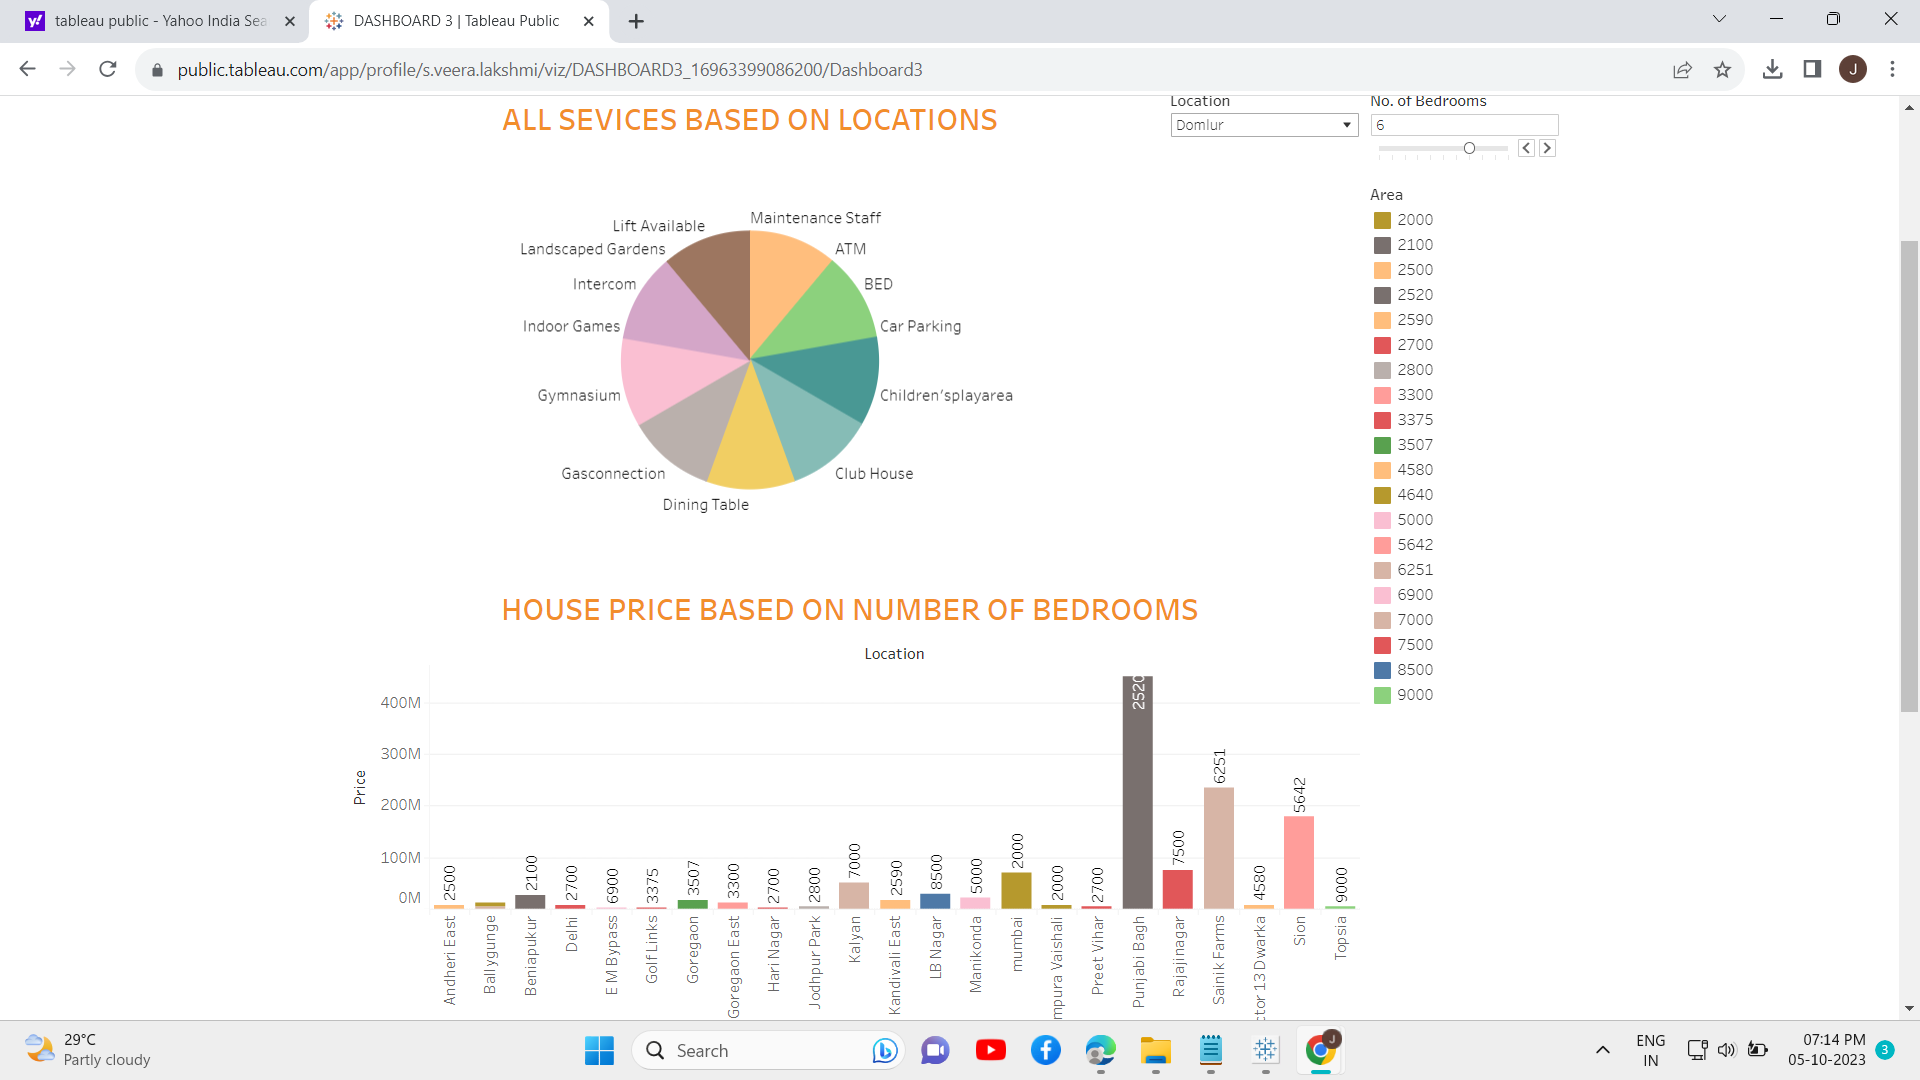 tableau public - Yahoo India Sea
DASHBOARD 3 | Tableau Public
public.tableau.com/app/profile/s.veera.lakshmi/viz/DASHBOARD3_16963399086200/Dashboard3
J
ALL SEVICES BASED ON LOCATIONS
Location
Domlur
No. of Bedrooms
6
Maintenance Staff
ATM
BED
Car Parking
Children'splayarea
Club House
Dining Table
Gasconnection
Gymnasium
Indoor Games
Intercom
Landscaped Gardens
Lift Available
Area
2000
2100
2500
2520
2590
2700
2800
3300
3375
3507
4580
4640
5000
5642
6251
6900
7000
7500
8500
9000
HOUSE PRICE BASED ON NUMBER OF BEDROOMS
Location
Price
400M
300M
200M
100M
0M
2500
2100
2700
6900
3375
3507
3300
2700
2800
7000
2590
8500
5000
2000
2000
2700
2520
7500
6251
4580
5642
9000
Andheri East
Ballygunge
Beniapukur
Delhi
E M Bypass
Golf Links
Goregaon
Goregaon East
Hari Nagar
Jodhpur Park
Kalyan
Kandivali East
LB Nagar
Manikonda
mumbai
mpura Vaishali
Preet Vihar
Punjabi Bagh
Rajajinagar
Sainik Farms
ctor 13 Dwarka
Sion
Topsia
29°C
Partly cloudy
Search
J
ENG
IN
07:14 PM
05-10-2023
3